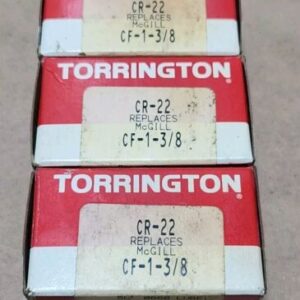 CR-22
REPLACES
McGILL
CF-1-3/8
TORRINGTON
CR-22
REPLACES
McGILL
CF-1-3/8
TORRINGTON®
CR-22
REPLACES
McGILL
CF-1-3/8